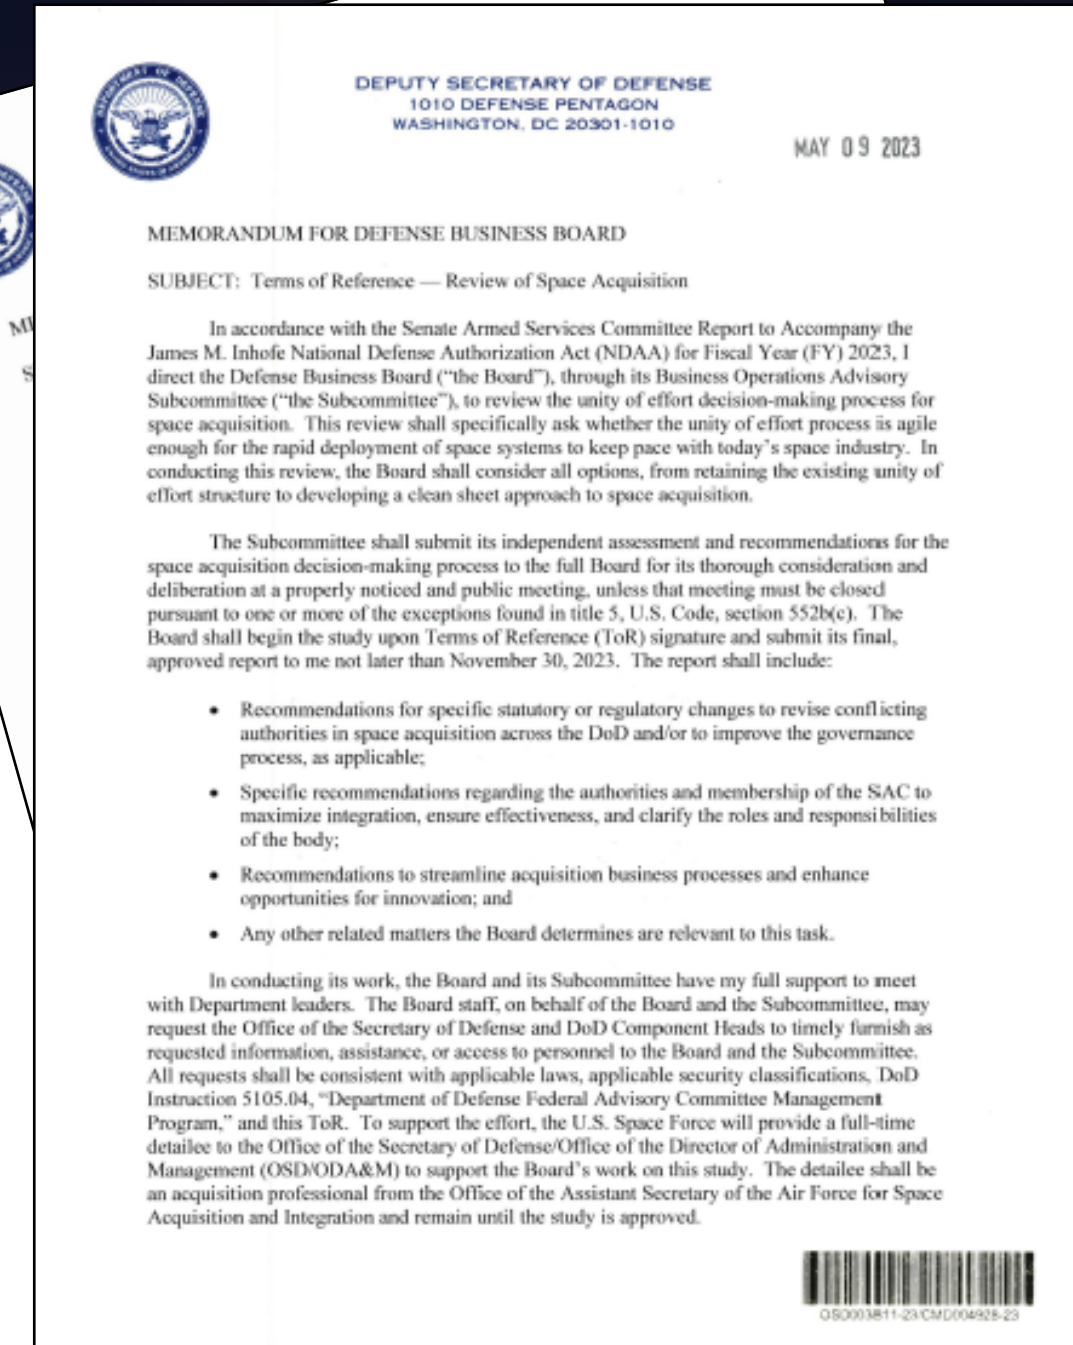 DEPUTY SECRETARY OF DEFENSE
1010 DEFENSE PENTAGON
WASHINGTON, DC 20301-1010
MAY 09 2023
MEMORANDUM FOR DEFENSE BUSINESS BOARD
SUBJECT: Terms of Reference — Review of Space Acquisition
In accordance with the Senate Armed Services Committee Report to Accompany the
James M. Inhofe National Defense Authorization Act (NDAA) for Fiscal Year (FY) 2023, I
direct the Defense Business Board (“the Board”), through its Business Operations Advisory
Subcommittee (“the Subcommittee”), to review the unity of effort decision-making process for
space acquisition. This review shall specifically ask whether the unity of effort process is agile
enough for the rapid deployment of space systems to keep pace with today’s space industry. In
conducting this review, the Board shall consider all options, from retaining the existing unity of
effort structure to developing a clean sheet approach to space acquisition.
The Subcommittee shall submit its independent assessment and recommendations for the
space acquisition decision-making process to the full Board for its thorough consideration and
deliberation at a properly noticed and public meeting, unless that meeting must be closed
pursuant to one or more of the exceptions found in title 5, U.S. Code, section 552b(c). The
Board shall begin the study upon Terms of Reference (ToR) signature and submit its final,
approved report to me not later than November 30, 2023. The report shall include:
• Recommendations for specific statutory or regulatory changes to revise conflicting
authorities in space acquisition across the DoD and/or to improve the governance
process, as applicable;
• Specific recommendations regarding the authorities and membership of the SAC to
maximize integration, ensure effectiveness, and clarify the roles and responsibilities
of the body;
• Recommendations to streamline acquisition business processes and enhance
opportunities for innovation; and
• Any other related matters the Board determines are relevant to this task.
In conducting its work, the Board and its Subcommittee have my full support to meet
with Department leaders. The Board staff, on behalf of the Board and the Subcommittee, may
request the Office of the Secretary of Defense and DoD Component Heads to timely furnish as
requested information, assistance, or access to personnel to the Board and the Subcommittee.
All requests shall be consistent with applicable laws, applicable security classifications, DoD
Instruction 5105.04, “Department of Defense Federal Advisory Committee Management
Program,” and this ToR. To support the effort, the U.S. Space Force will provide a full-time
detailee to the Office of the Secretary of Defense/Office of the Director of Administration and
Management (OSD/ODA&M) to support the Board’s work on this study. The detailee shall be
an acquisition professional from the Office of the Assistant Secretary of the Air Force for Space
Acquisition and Integration and remain until the study is approved.